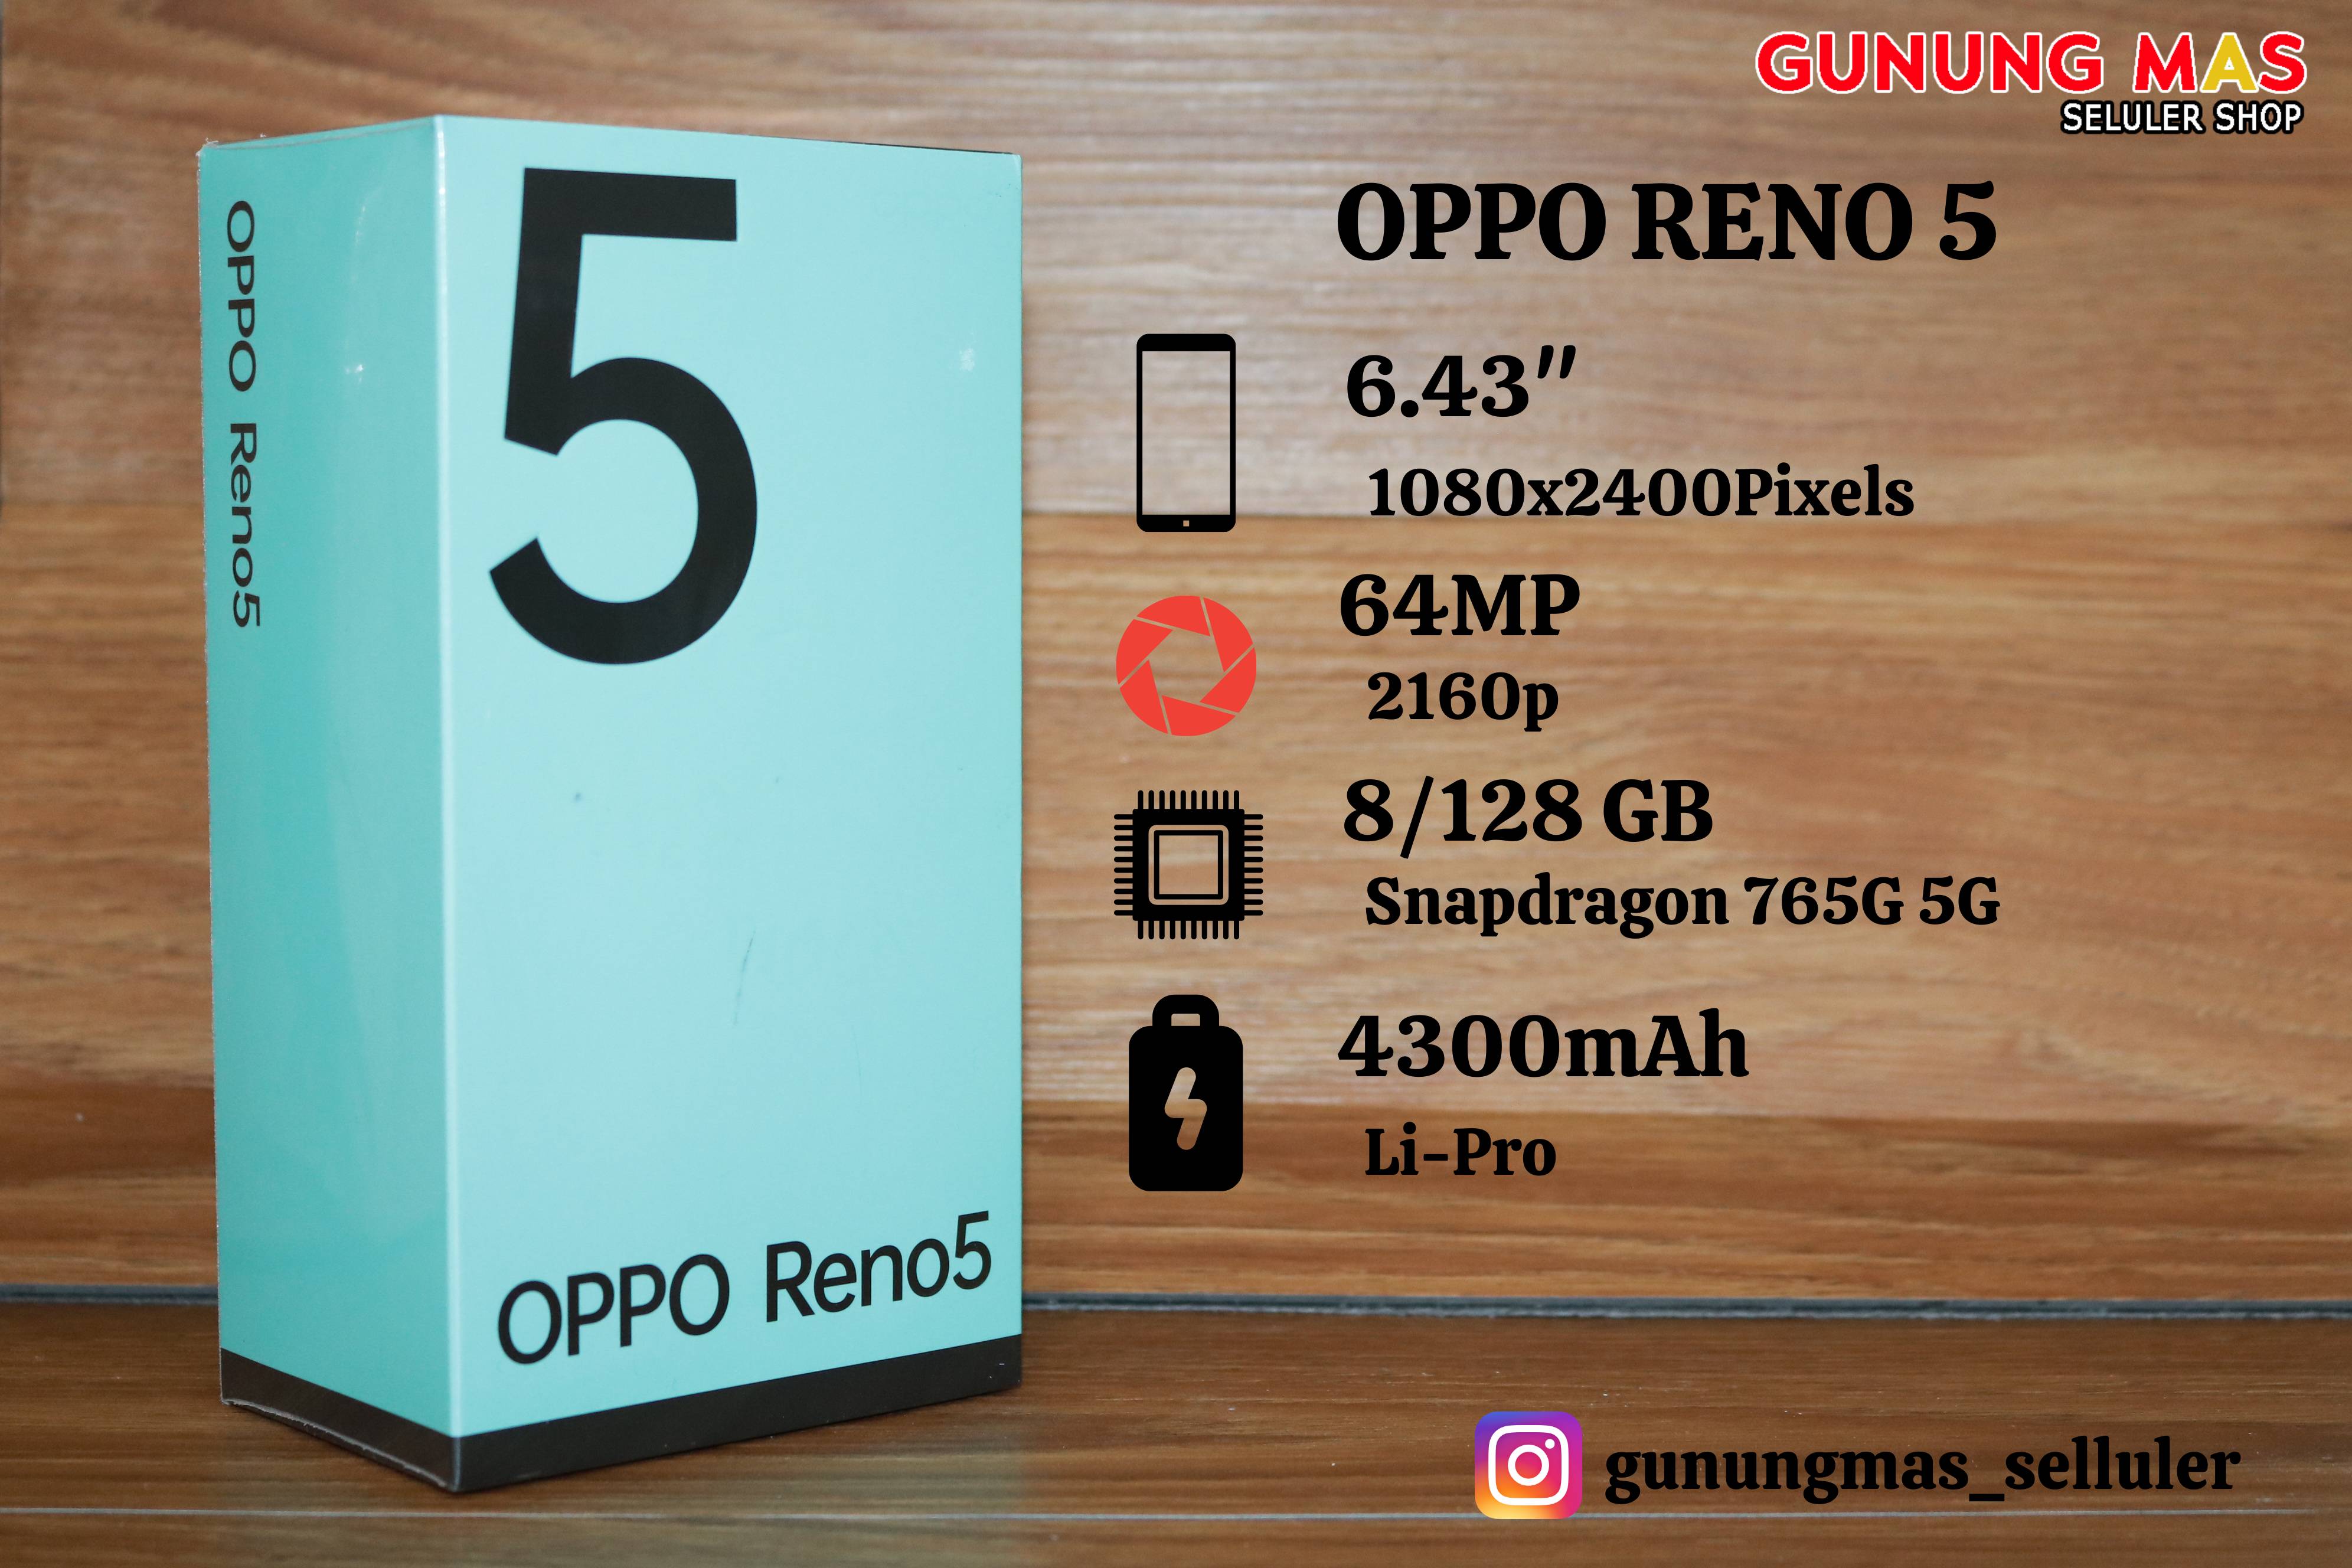 GUNUNG MAS
SELULER SHOP
OPPO Reno5
5
OPPO Reno5
OPPO RENO 5
6.43"
1080x2400Pixels
64MP
2160p
8/128 GB
Snapdragon 765G 5G
4300mAh
Li-Pro
gunungmas_selluler